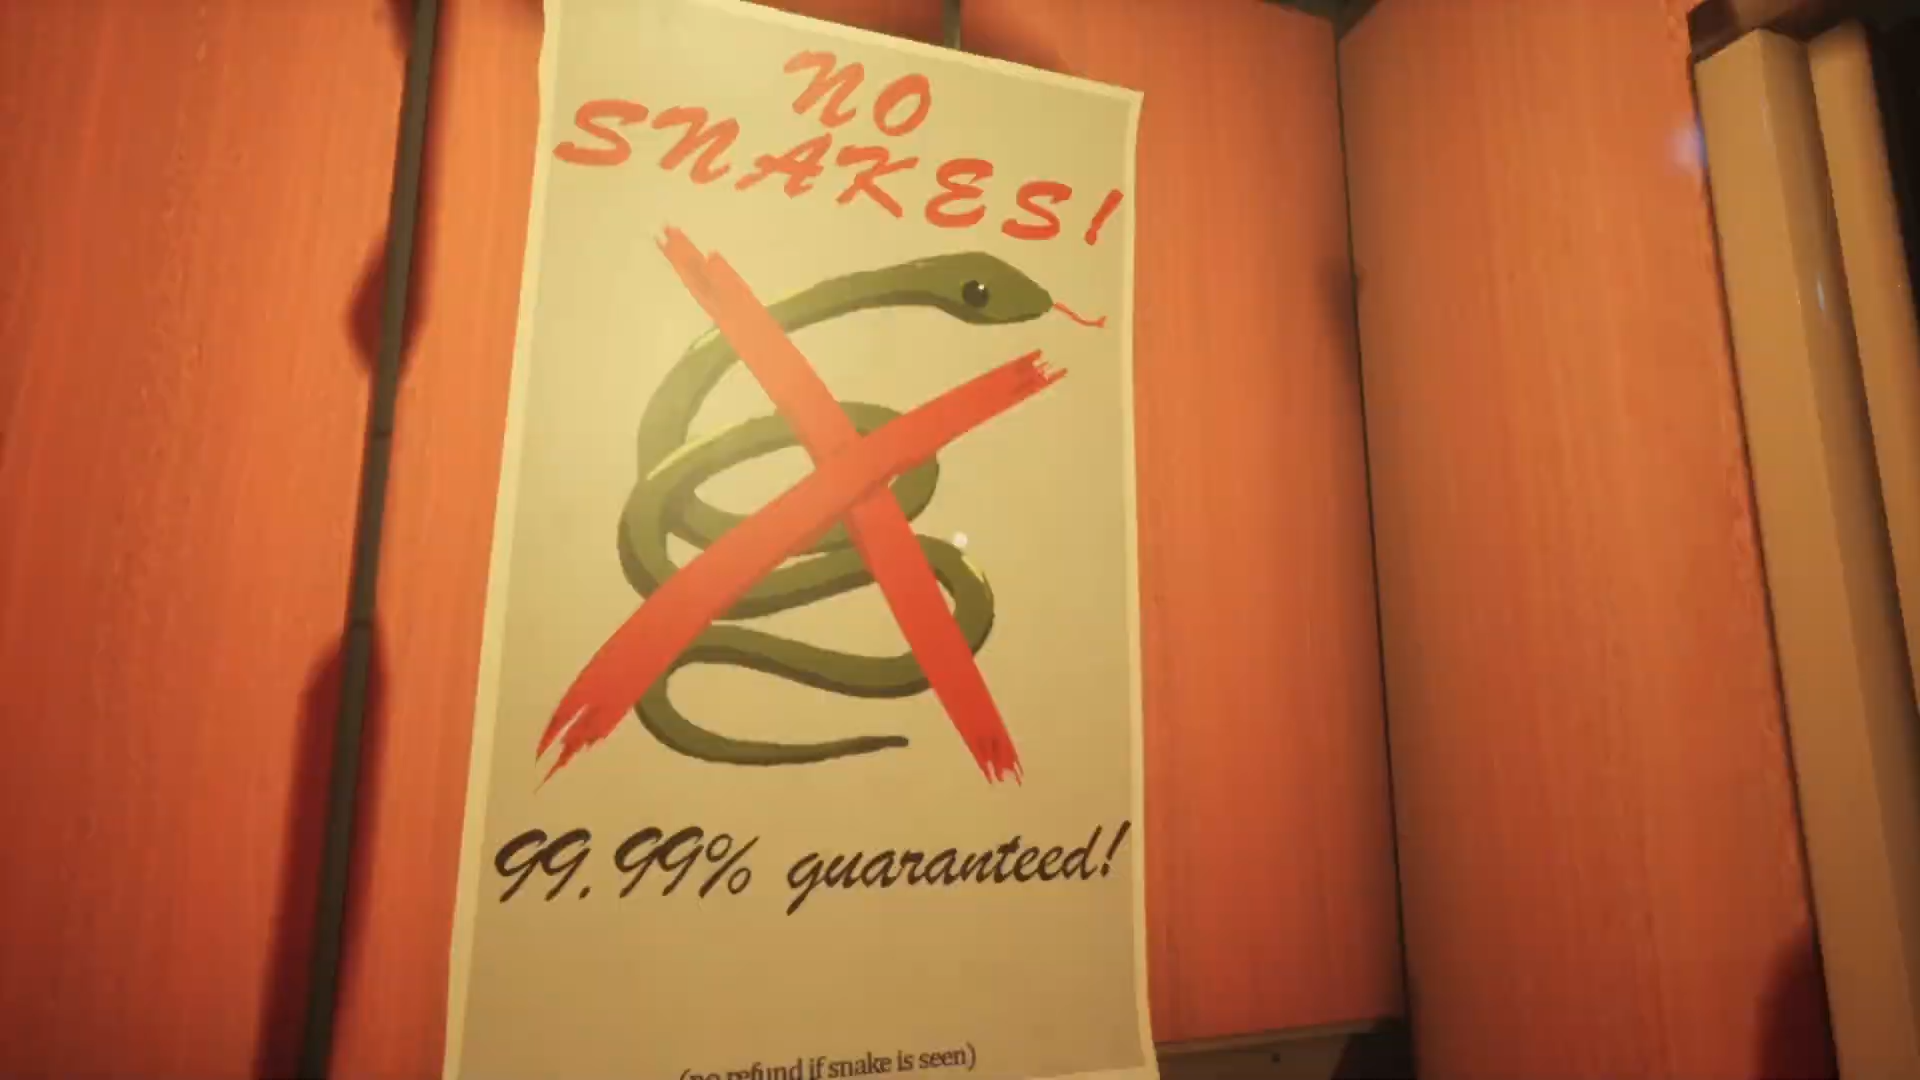 NO
SNAKES!
99.99% guaranteed!
(no refund if snake is seen)